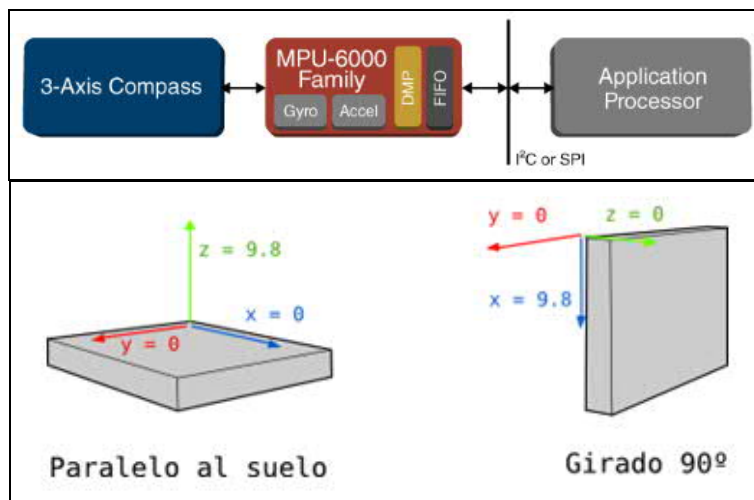 3-Axis Compass
MPU-6000
Family
Gyro
Accel
DMP
FIFO
Application
Processor
I²C or SPI
z = 9.8
x = 0
y = 0
Paralelo al suelo
y = 0
z = 0
x = 9.8
Girado 90º